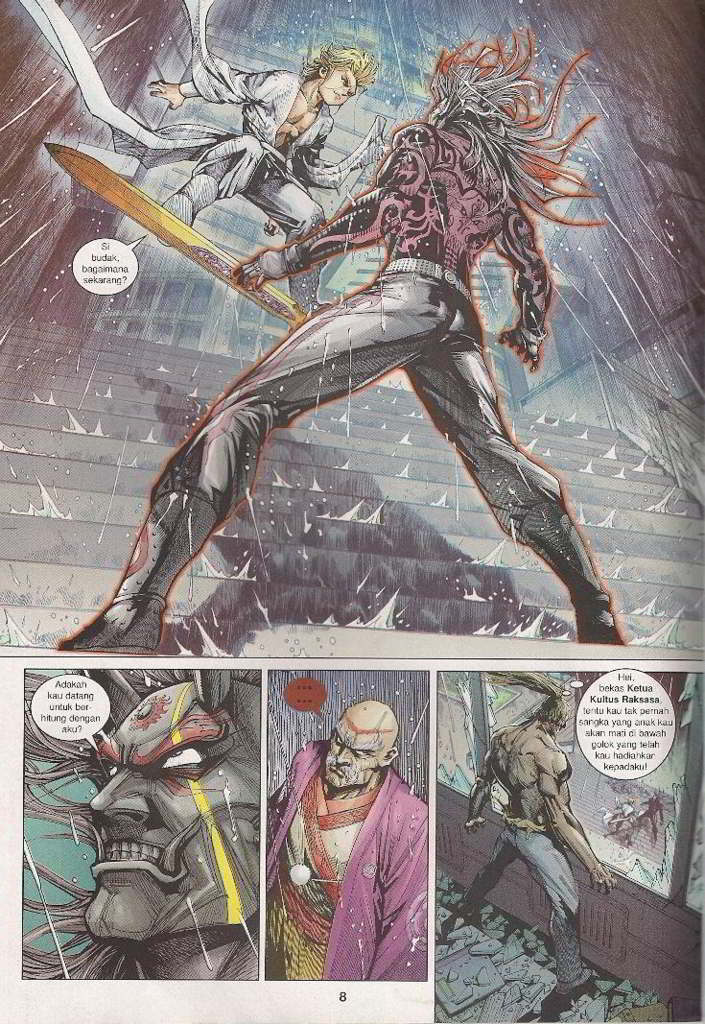 Si
budak,
bagaimana
sekarang?
Adakah
kau datang
untuk ber-
hitung dengan
aku?
... ...
Hei,
bekas Ketua
Kultus Raksasa,
tentu kau tak pernah
sangka yang anak kau
akan mati di bawah
golok yang telah
kau hadiahkan
kepadaku!
8